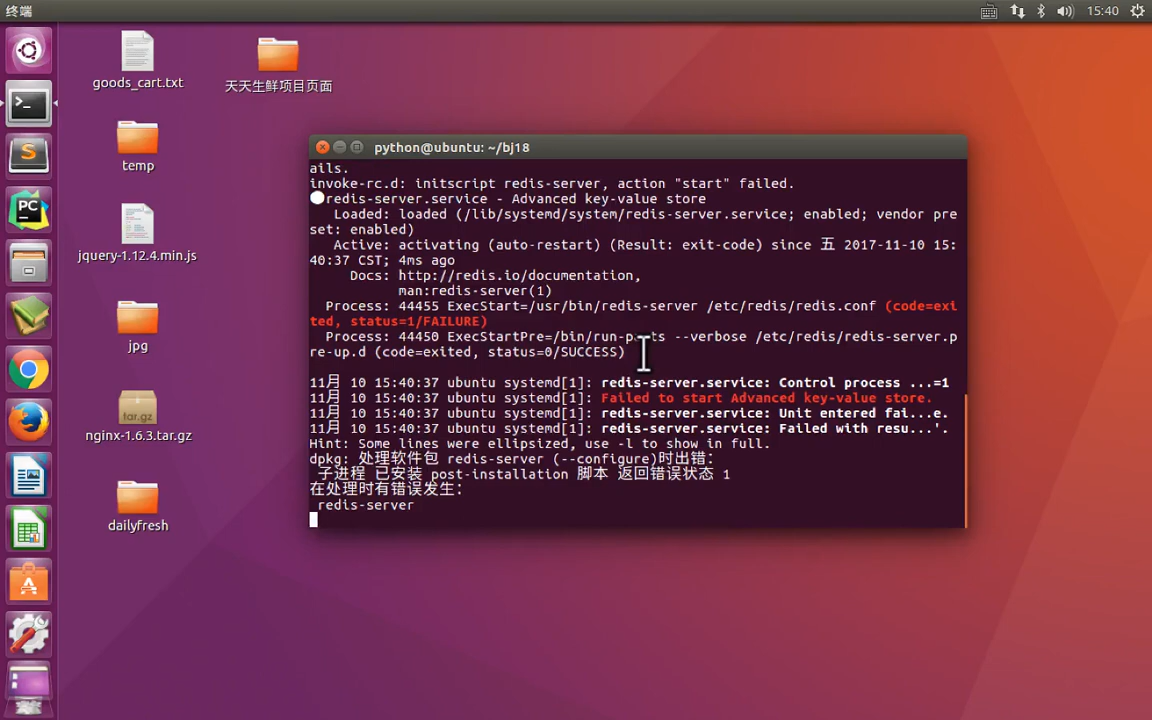 终端
15:40
goods_cart.txt
天天生鲜项目页面
temp
jquery-1.12.4.min.js
jpg
tar.gz
nginx-1.6.3.tar.gz
dailyfresh
S
PC
python@ubuntu: ~/bj18
ails.
invoke-rc.d: initscript redis-server, action "start" failed.
redis-server.service - Advanced key-value store
Loaded: loaded (/lib/systemd/system/redis-server.service; enabled; vendor pre
set: enabled)
Active: activating (auto-restart) (Result: exit-code) since 五 2017-11-10 15:
40:37 CST; 4ms ago
Docs: http://redis.io/documentation,
man:redis-server(1)
Process: 44455 ExecStart=/usr/bin/redis-server /etc/redis/redis.conf (code=exi
ted, status=1/FAILURE)
Process: 44450 ExecStartPre=/bin/run-parts --verbose /etc/redis/redis-server.p
re-up.d (code=exited, status=0/SUCCESS)
11月 10 15:40:37 ubuntu systemd[1]: redis-server.service: Control process ...=1
11月 10 15:40:37 ubuntu systemd[1]: Failed to start Advanced key-value store.
11月 10 15:40:37 ubuntu systemd[1]: redis-server.service: Unit entered fai...e.
11月 10 15:40:37 ubuntu systemd[1]: redis-server.service: Failed with resu...'.
Hint: Some lines were ellipsized, use -l to show in full.
dpkg: 处理软件包 redis-server (--configure)时出错:
子进程 已安装 post-installation 脚本 返回错误状态 1
在处理时有错误发生:
redis-server